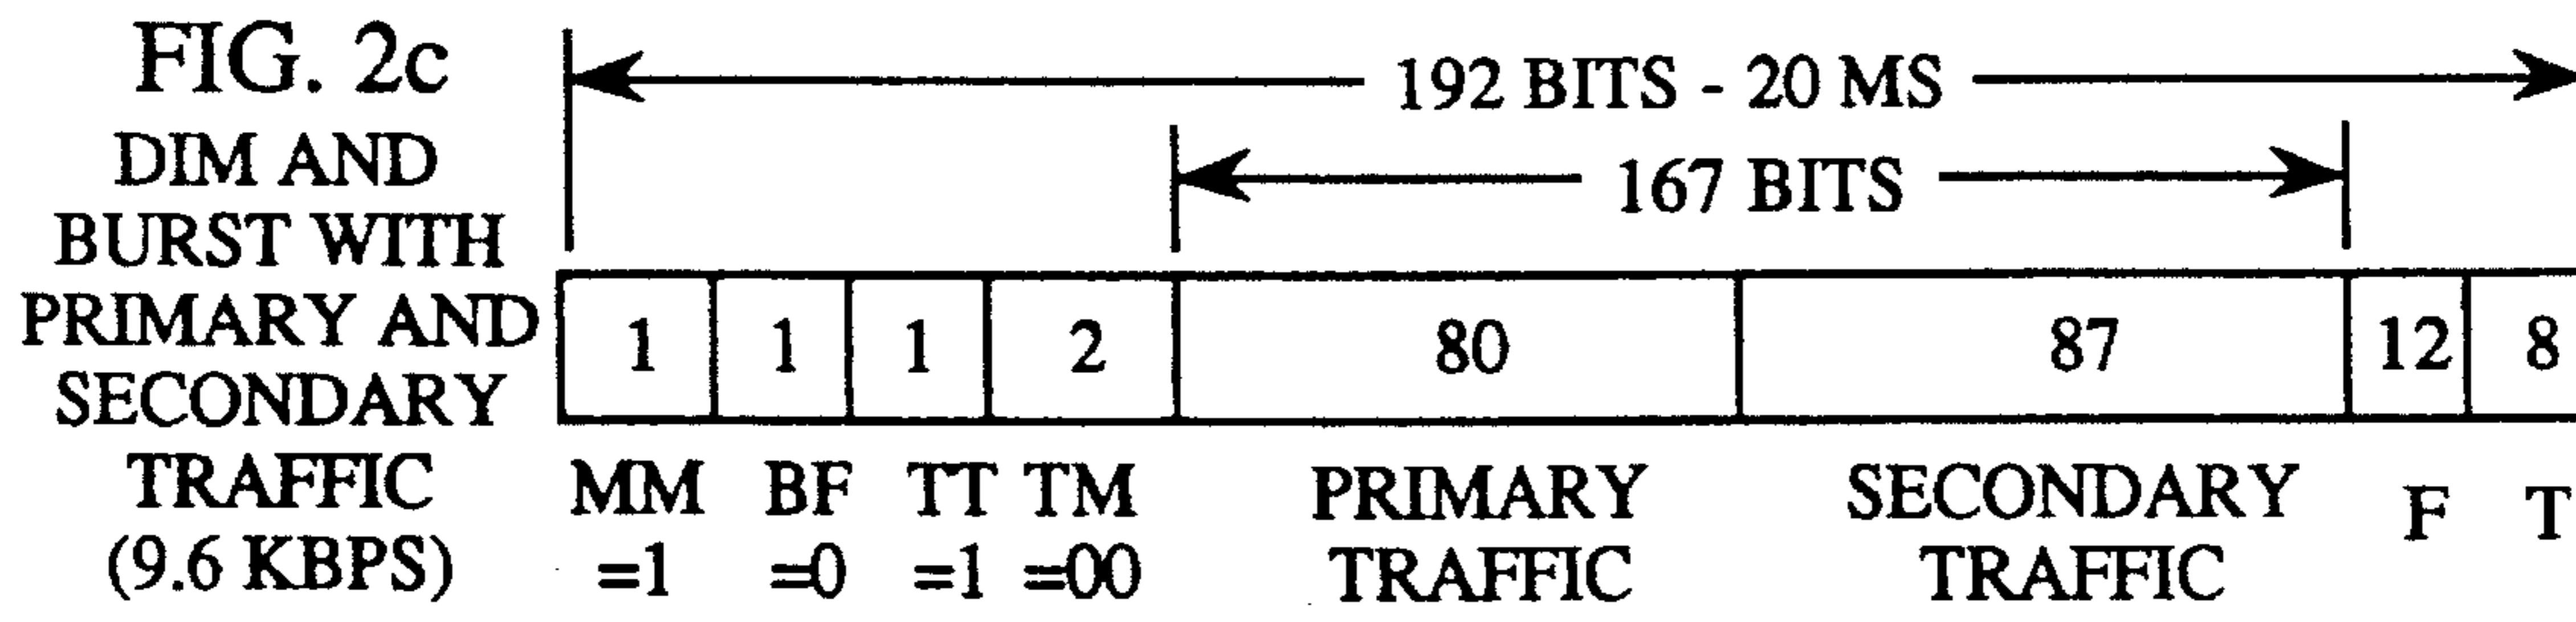 FIG. 2c
DIM AND
BURST WITH
PRIMARY AND
SECONDARY
TRAFFIC
(9.6 KBPS)
192 BITS - 20 MS
167 BITS
1 1 1 2 80 87 12 8
MM BF TT TM PRIMARY TRAFFIC SECONDARY TRAFFIC F T
=1 =0 =1 =00